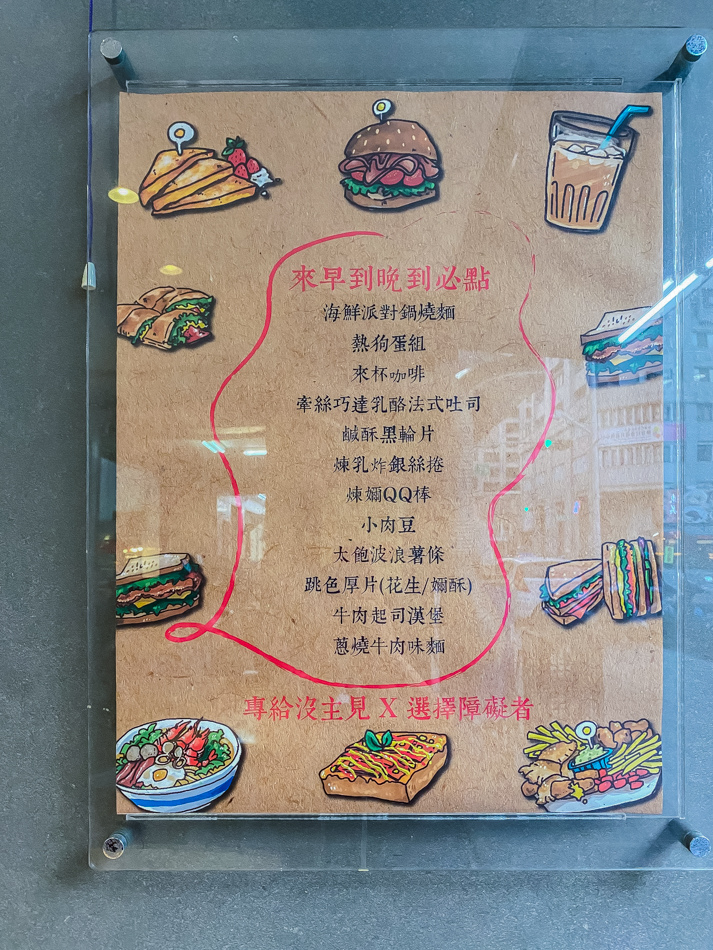 來早到晚到必點
海鮮派對鍋燒麵
熱狗蛋組
來杯咖啡
牽絲巧達乳酪法式吐司
鹹酥黑輪片
煉乳炸銀絲捲
煉嬭QQ棒
小肉豆
太飽波浪薯條
跳色厚片(花生/嬭酥)
牛肉起司漢堡
蔥燒牛肉味麵
專給沒主見 X 選擇障礙者